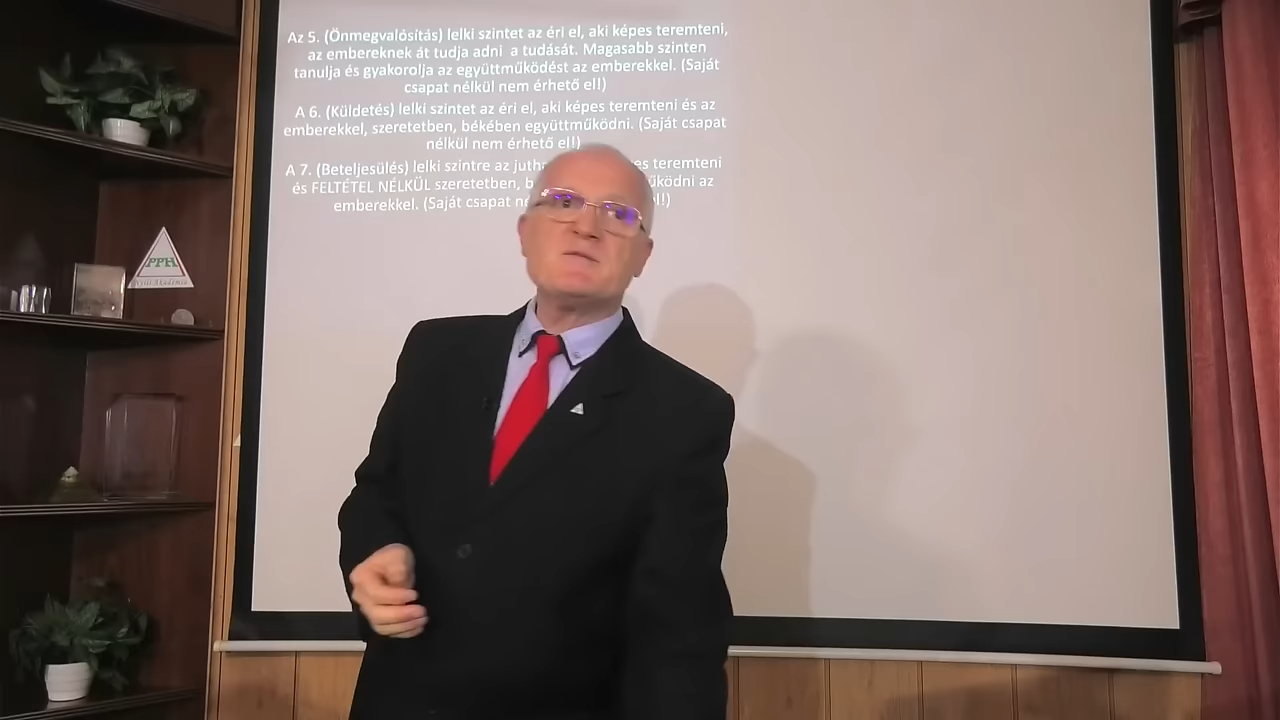 Az 5. (Önmegvalósítás) lelki szintet az éri el, aki képes teremteni,
az embereknek át tudja adni a tudását. Magasabb szinten
tanulja és gyakorolja az együttműködést az emberekkel. (Saját
csapat nélkül nem érhető el!)
A 6. (Küldetés) lelki szintet az éri el, aki képes teremteni és az
emberekkel, szeretetben, békében együttműködni. (Saját csapat
nélkül nem érhető el!)
A 7. (Beteljesülés) lelki szintre az teremteni
és FELTÉTEL NÉLKÜL szeretetben, az
emberekkel. (Saját csapat
PPH
Akadémia